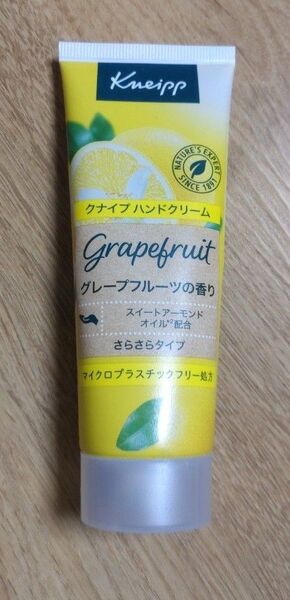 Kneipp
NATURE'S EXPERT
SINCE 1891
クナイプ ハンドクリーム
Grapefruit
グレープフルーツの香り
スイートアーモンド
オイル*2配合
さらさらタイプ
マイクロプラスチックフリー処方